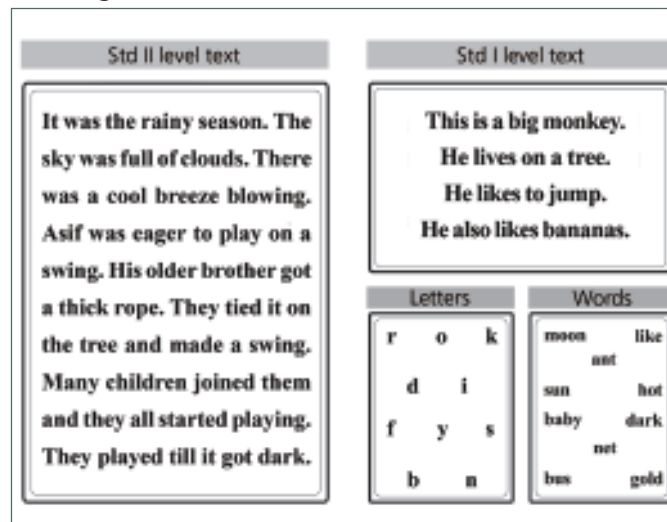 Std II level text
It was the rainy season. The
sky was full of clouds. There
was a cool breeze blowing.
Asif was eager to play on a
swing. His older brother got
a thick rope. They tied it on
the tree and made a swing.
Many children joined them
and they all started playing.
They played till it got dark.
Std I level text
This is a big monkey.
He lives on a tree.
He likes to jump.
He also likes bananas.
Letters
r o k
d i
f y s
b n
Words
moon like
ant
sun hot
baby dark
net
bus gold